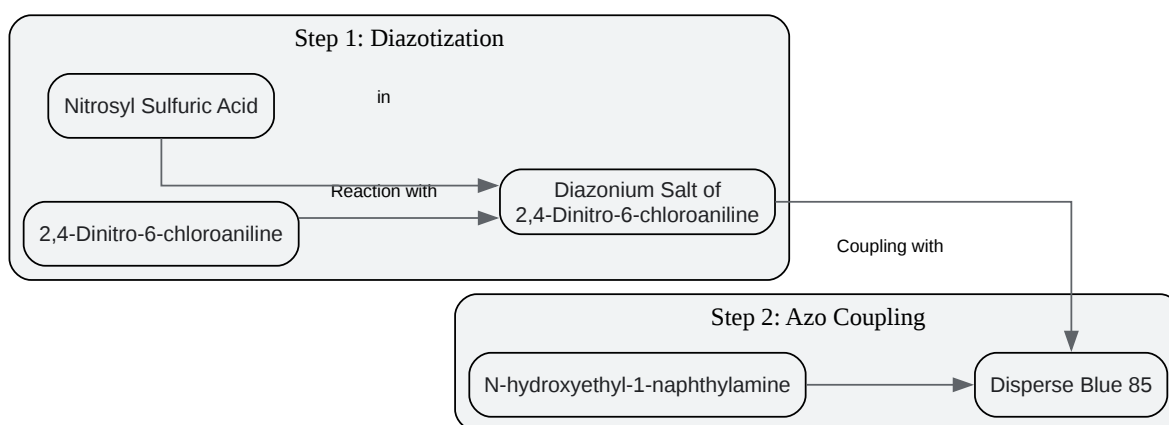 Step 1: Diazotization
Nitrosyl Sulfuric Acid
in
Reaction with
Diazonium Salt of
2,4-Dinitro-6-chloroaniline
2,4-Dinitro-6-chloroaniline
Coupling with
Step 2: Azo Coupling
N-hydroxyethyl-1-naphthylamine
Disperse Blue 85